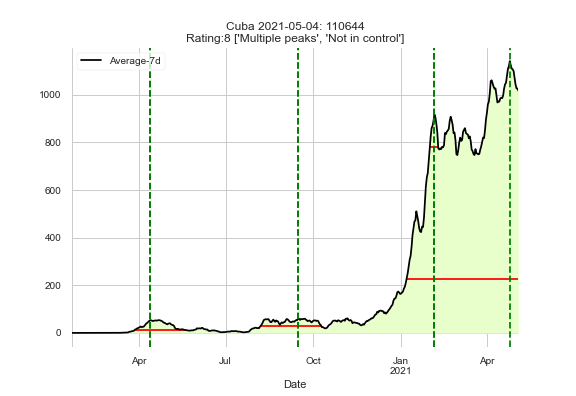 Cuba 2021-05-04: 110644
Rating:8 ['Multiple peaks', 'Not in control']
Average-7d
1000
800
600
400
200
0
Apr
Jul
Oct
Jan
2021
Apr
Date